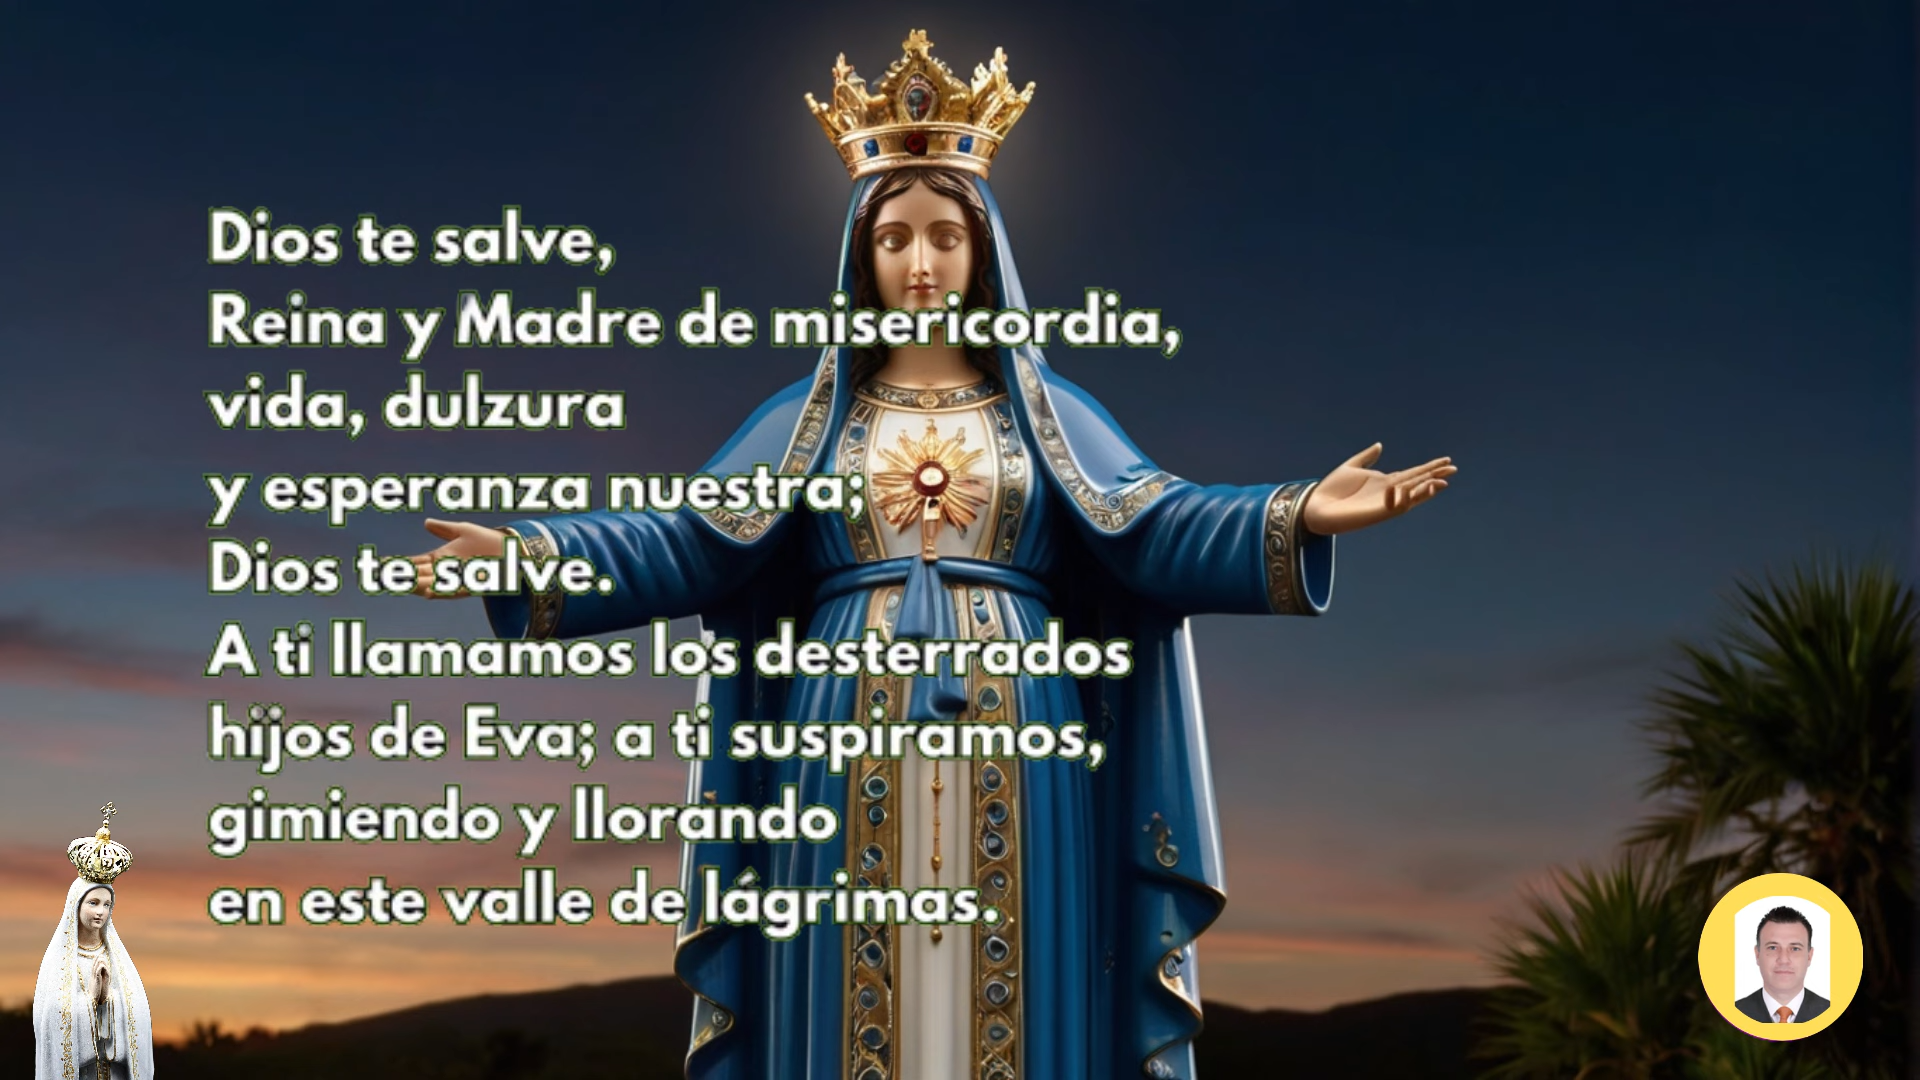 Dios te salve,
Reina y Madre de misericordia,
vida, dulzura
y esperanza nuestra;
Dios te salve.
A ti llamamos los desterrados
hijos de Eva; a ti suspiramos,
gimiendo y llorando
en este valle de lágrimas.